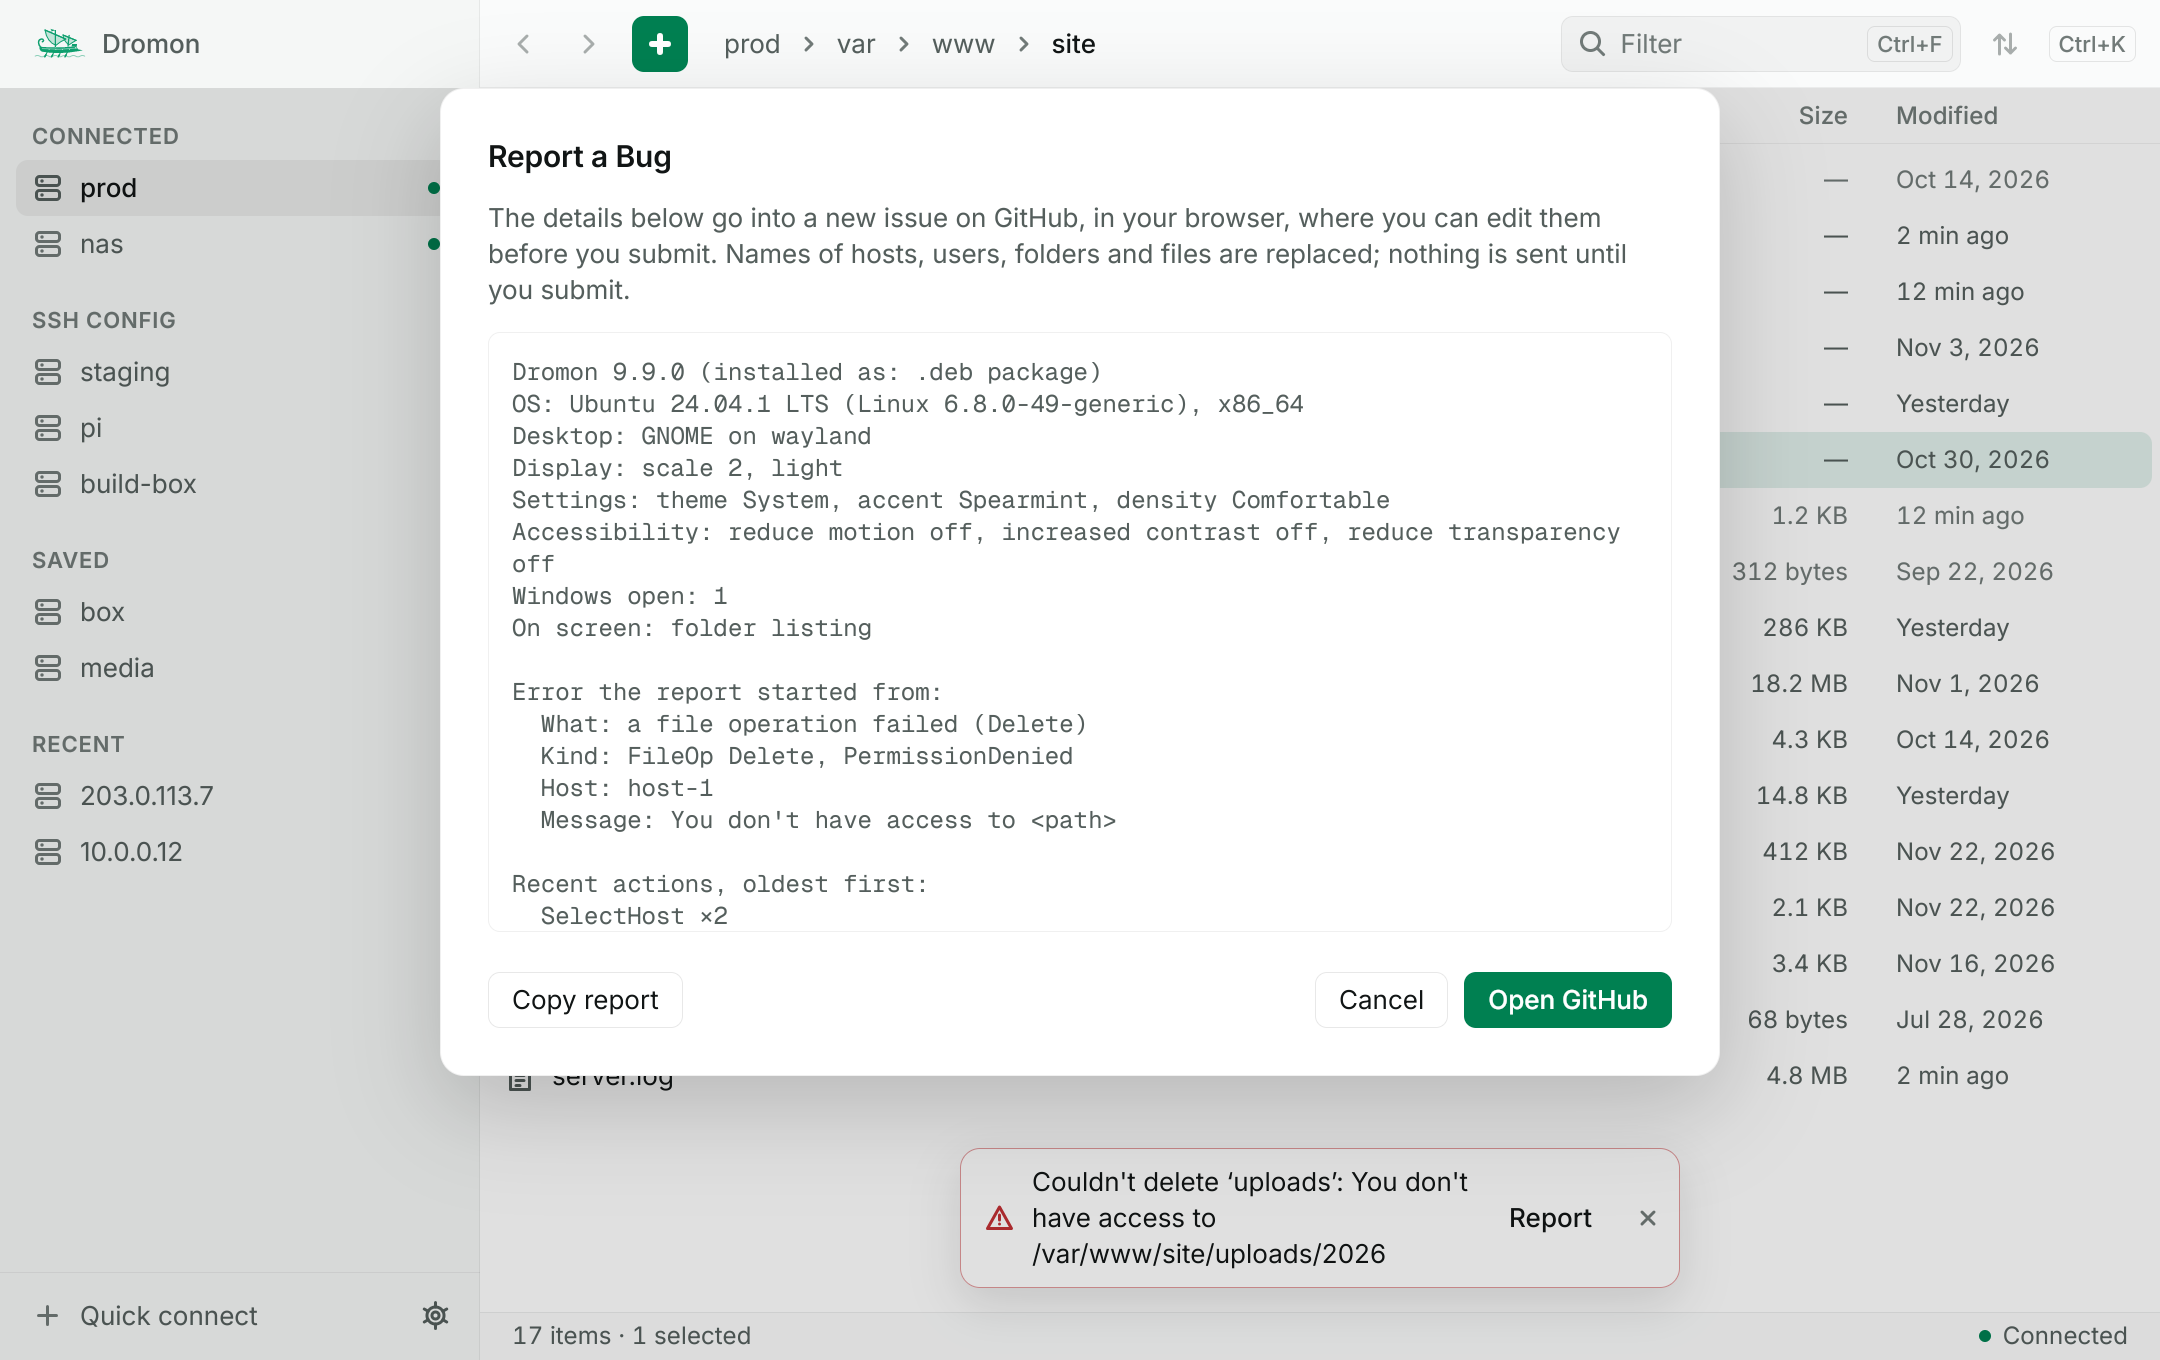 Dromon
prod › var › www › site
Filter Ctrl+F
Ctrl+K
CONNECTED
prod
nas
SSH CONFIG
staging
pi
build-box
SAVED
box
media
RECENT
203.0.113.7
10.0.0.12
Quick connect
Report a Bug
The details below go into a new issue on GitHub, in your browser, where you can edit them
before you submit. Names of hosts, users, folders and files are replaced; nothing is sent until
you submit.
Dromon 9.9.0 (installed as: .deb package)
OS: Ubuntu 24.04.1 LTS (Linux 6.8.0-49-generic), x86_64
Desktop: GNOME on wayland
Display: scale 2, light
Settings: theme System, accent Spearmint, density Comfortable
Accessibility: reduce motion off, increased contrast off, reduce transparency
off
Windows open: 1
On screen: folder listing
Error the report started from:
What: a file operation failed (Delete)
Kind: FileOp Delete, PermissionDenied
Host: host-1
Message: You don't have access to <path>
Recent actions, oldest first:
SelectHost ×2
Copy report
Cancel
Open GitHub
Size Modified
— Oct 14, 2026
— 2 min ago
— 12 min ago
— Nov 3, 2026
— Yesterday
— Oct 30, 2026
1.2 KB 12 min ago
312 bytes Sep 22, 2026
286 KB Yesterday
18.2 MB Nov 1, 2026
4.3 KB Oct 14, 2026
14.8 KB Yesterday
412 KB Nov 22, 2026
2.1 KB Nov 22, 2026
3.4 KB Nov 16, 2026
68 bytes Jul 28, 2026
server.log 4.8 MB 2 min ago
Couldn't delete ‘uploads’: You don't
have access to
/var/www/site/uploads/2026
Report
17 items · 1 selected
Connected